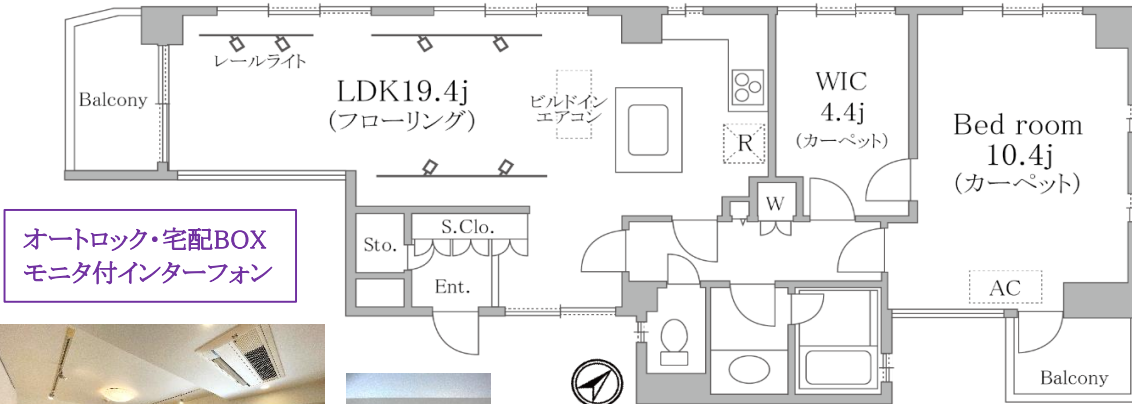 レールライト
Balcony
LDK19.4j
(フローリング)
ビルドイン
エアコン
R
WIC
4.4j
(カーペット)
Bed room
10.4j
(カーペット)
W
オートロック・宅配BOX
モニタ付インターフォン
Sto.
S.Clo.
Ent.
AC
Balcony